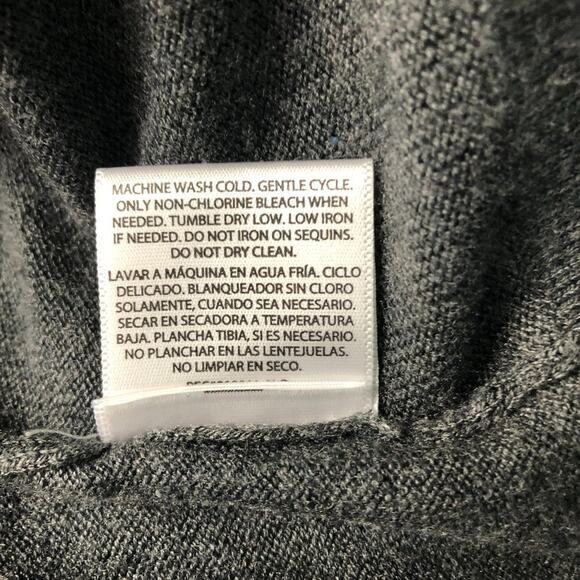 MACHINE WASH COLD. GENTLE CYCLE.
ONLY NON-CHLORINE BLEACH WHEN
NEEDED. TUMBLE DRY LOW. LOW IRON
IF NEEDED. DO NOT IRON ON SEQUINS.
DO NOT DRY CLEAN.
LAVAR A MÁQUINA EN AGUA FRÍA. CICLO
DELICADO. BLANQUEADOR SIN CLORO
SOLAMENTE, CUANDO SEA NECESARIO.
SECAR EN SECADORA A TEMPERATURA
BAJA. PLANCHA TIBIA, SI ES NECESARIO.
NO PLANCHAR EN LAS LENTEJUELAS.
NO LIMPIAR EN SECO.